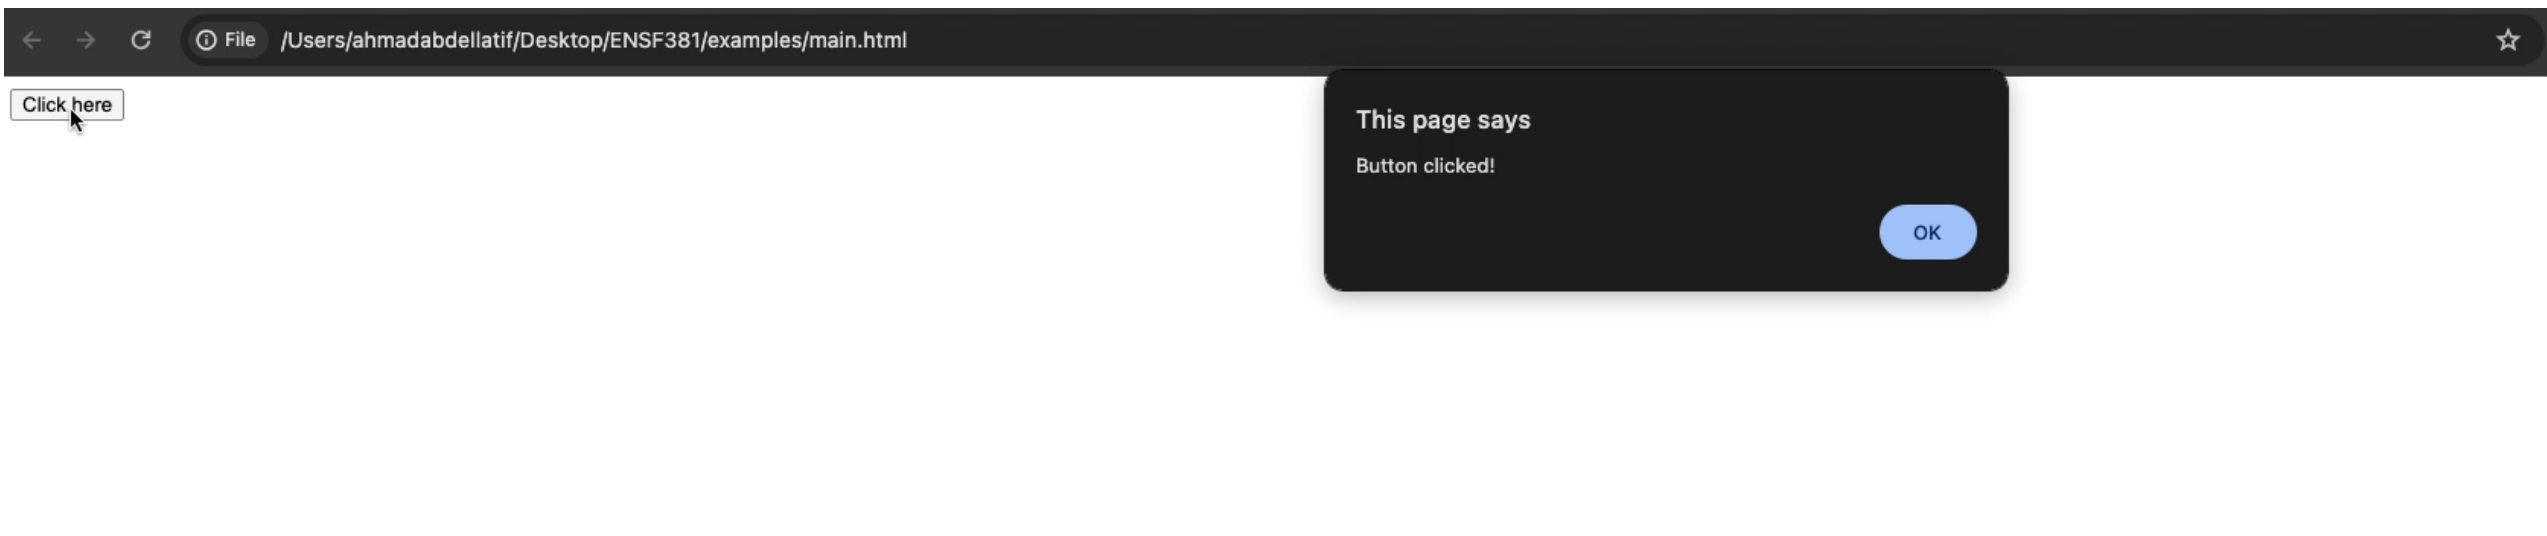 File /Users/ahmadabdellatif/Desktop/ENSF381/examples/main.html
Click here
This page says
Button clicked!
OK